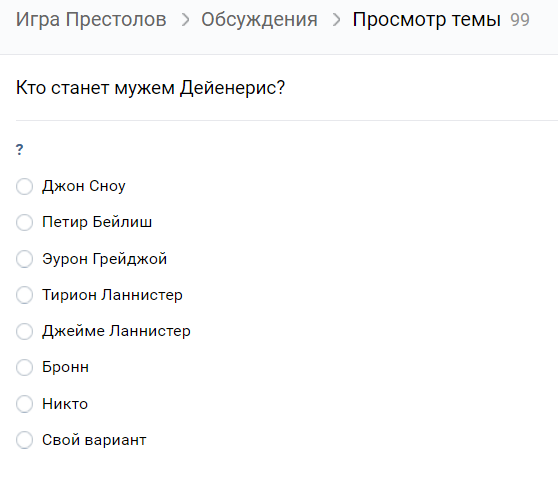 Игра Престолов > Обсуждения > Просмотр темы 99
Кто станет мужем Дейенерис?
?
Джон Сноу
Петир Бейлиш
Эурон Грейджой
Тирион Ланнистер
Джейме Ланнистер
Бронн
Никто
Свой вариант